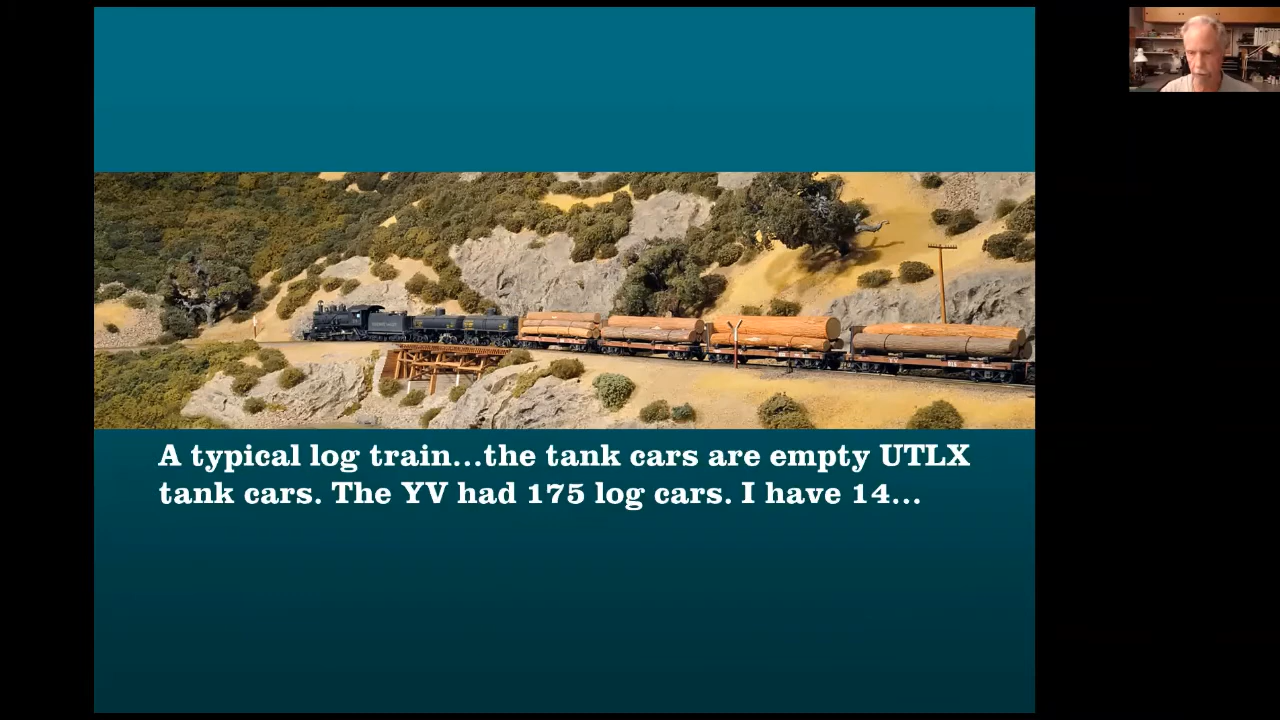 A typical log train...the tank cars are empty UTLX
tank cars. The YV had 175 log cars. I have 14...